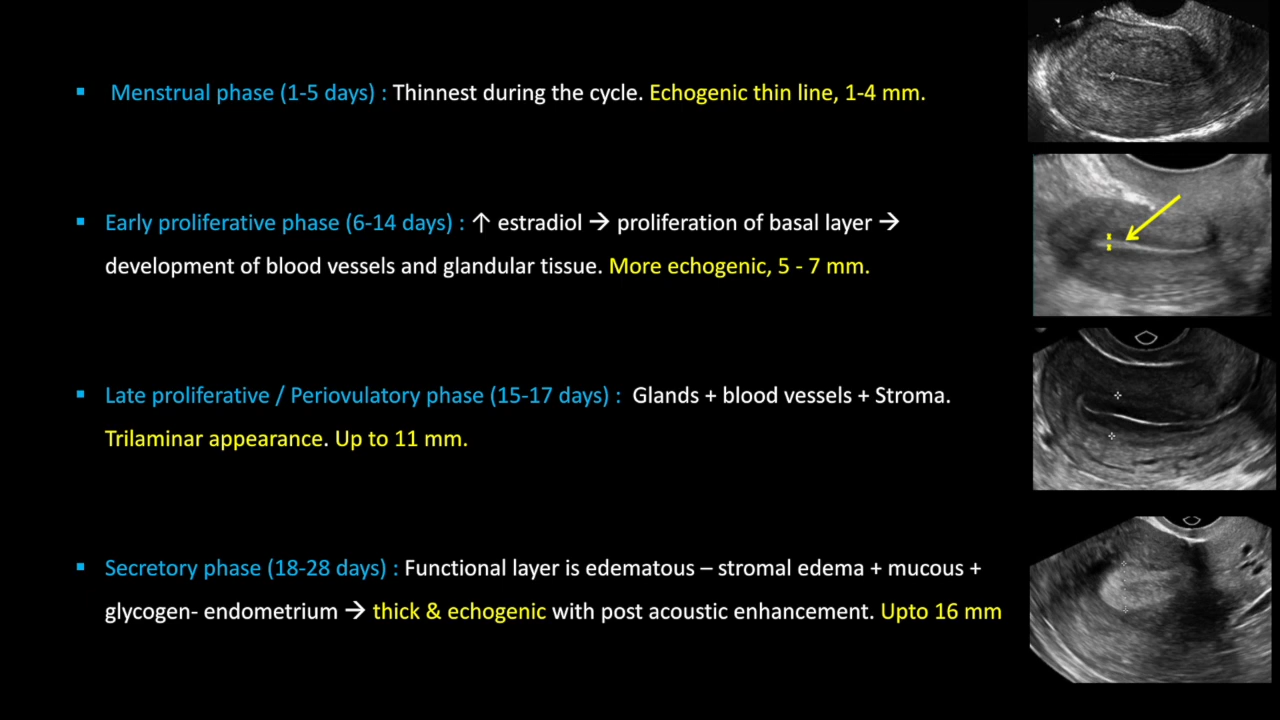 ▪ Menstrual phase (1-5 days) : Thinnest during the cycle. Echogenic thin line, 1-4 mm.
▪ Early proliferative phase (6-14 days) : ↑ estradiol → proliferation of basal layer →
development of blood vessels and glandular tissue. More echogenic, 5 - 7 mm.
▪ Late proliferative / Periovulatory phase (15-17 days) : Glands + blood vessels + Stroma.
Trilaminar appearance. Up to 11 mm.
▪ Secretory phase (18-28 days) : Functional layer is edematous – stromal edema + mucous +
glycogen- endometrium → thick & echogenic with post acoustic enhancement. Upto 16 mm